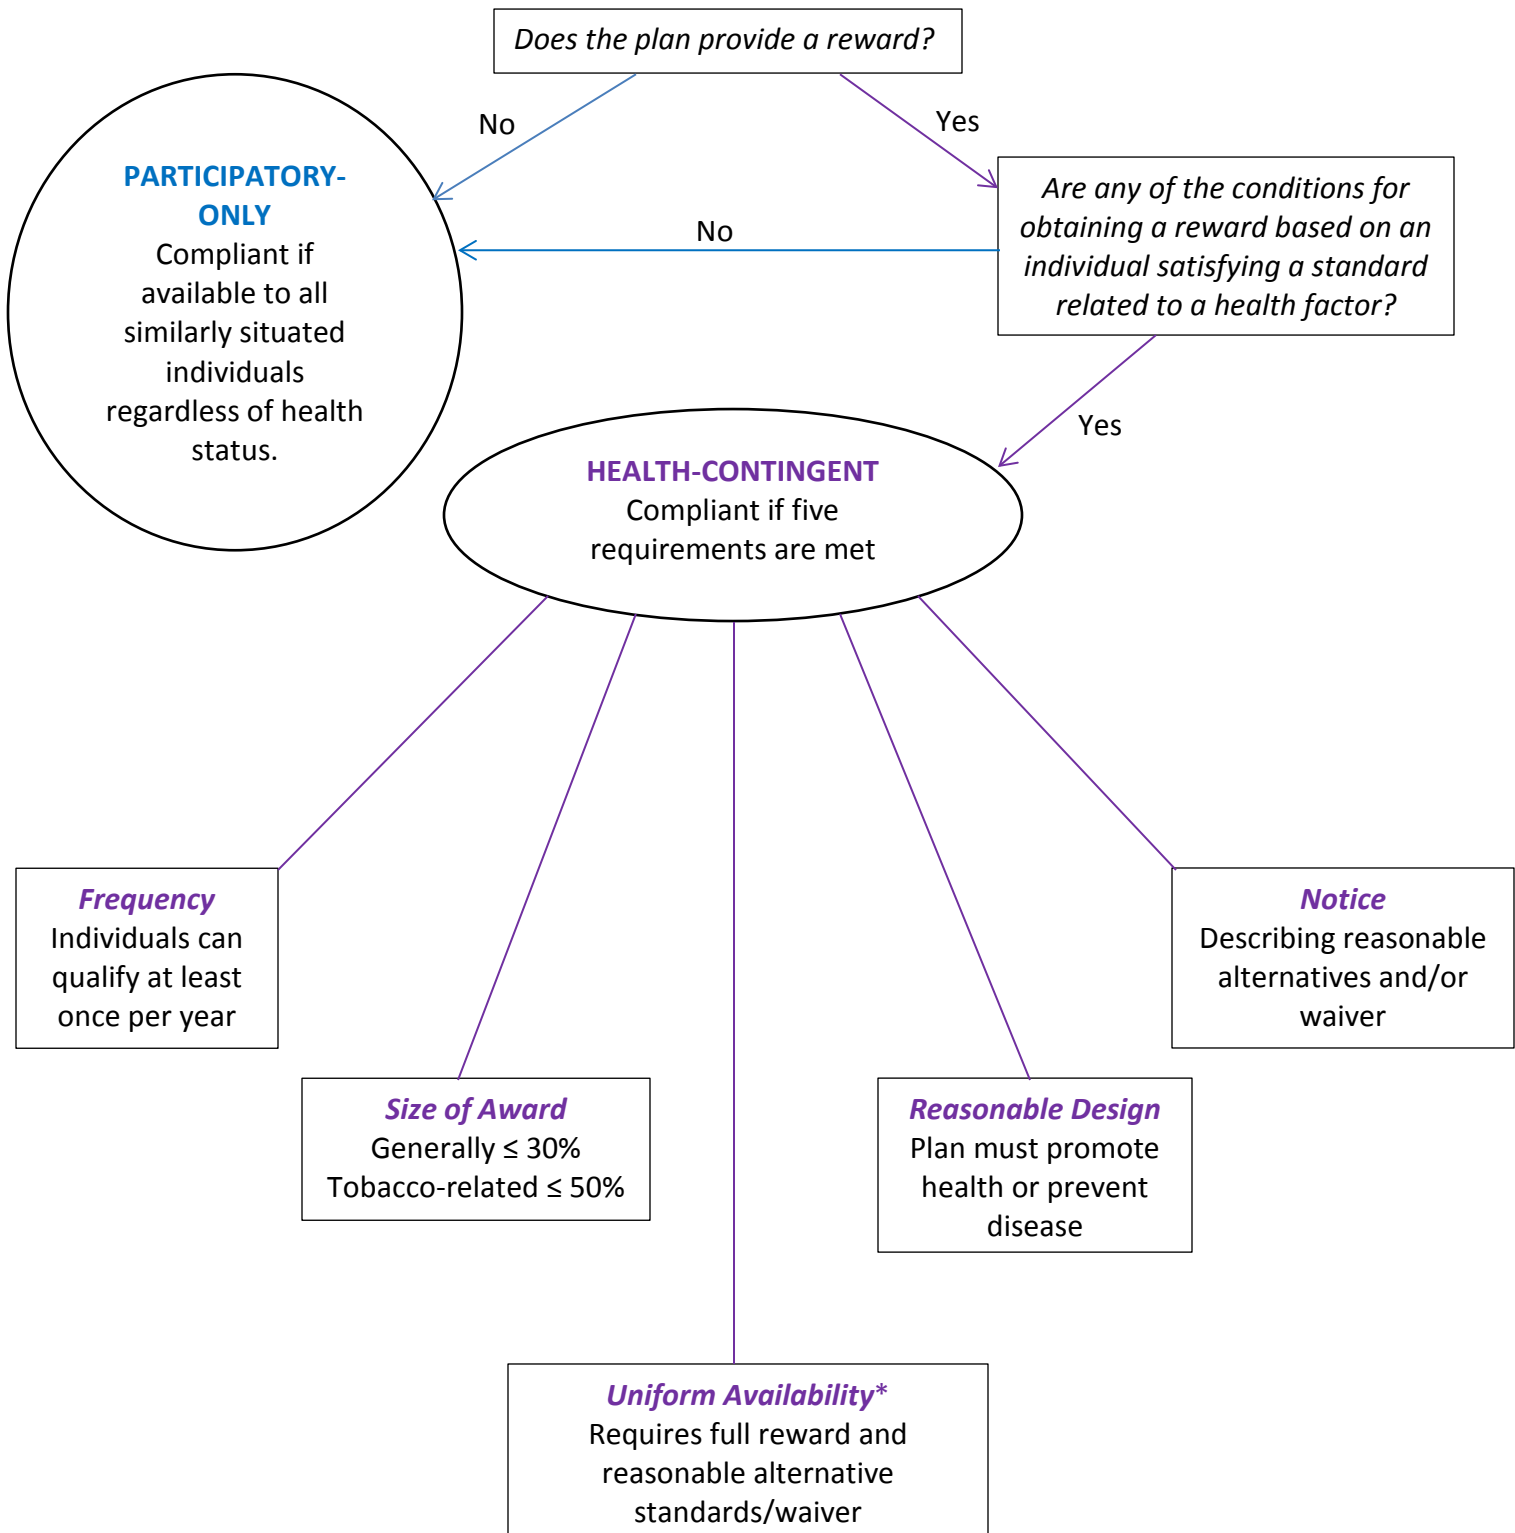 Does the plan provide a reward?
No
Yes
PARTICIPATORY-
ONLY
Compliant if
available to all
similarly situated
individuals
regardless of health
status.
Are any of the conditions for
obtaining a reward based on an
individual satisfying a standard
related to a health factor?
No
Yes
HEALTH-CONTINGENT
Compliant if five
requirements are met
Frequency
Individuals can
qualify at least
once per year
Notice
Describing reasonable
alternatives and/or
waiver
Size of Award
Generally ≤ 30%
Tobacco-related ≤ 50%
Reasonable Design
Plan must promote
health or prevent
disease
Uniform Availability*
Requires full reward and
reasonable alternative
standards/waiver